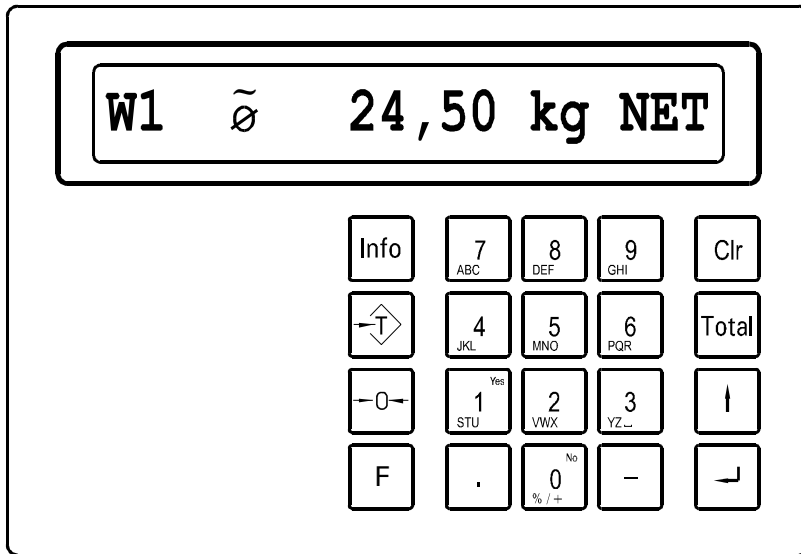 W1 ~ø 24,50 kg NET
Info 7 ABC 8 DEF 9 GHI Clr
T 4 JKL 5 MNO 6 PQR Total
0 1 Yes STU 2 VWX 3 YZ⎵
F . 0 No % / + –